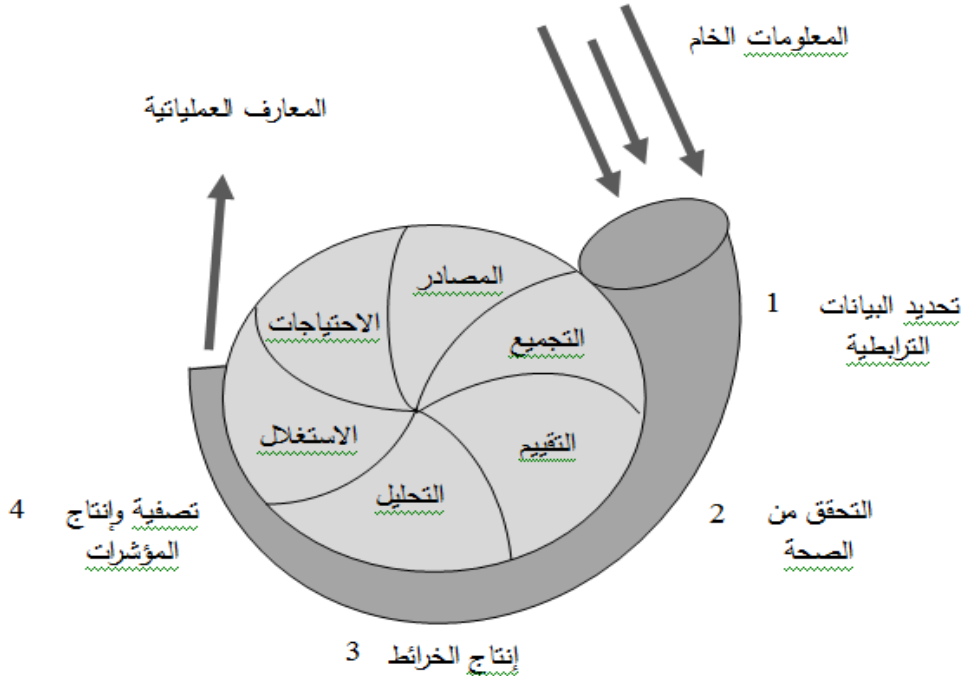 المعلومات الخام
المعارف العملياتية
المصادر
الاحتياجات
التجميع
1 تحديد البيانات
الترابطية
الاستغلال
التقييم
التحليل
4 تصفية وإنتاج
المؤشرات
2 التحقق من
الصحة
3 إنتاج الخرائط